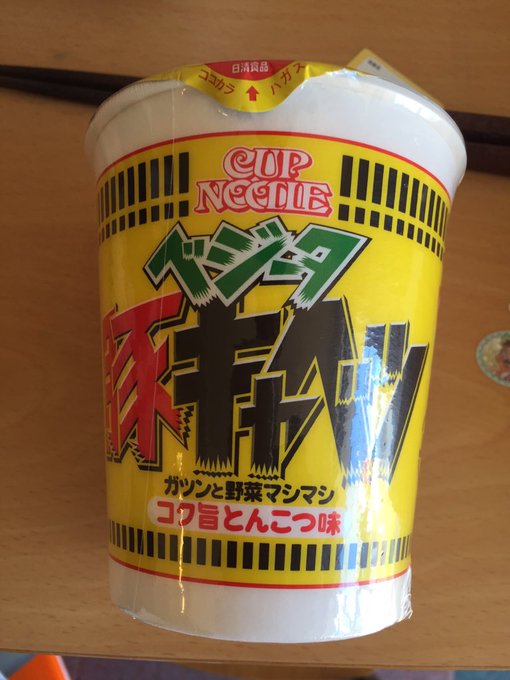 日清食品
ココカラ↑ハガス
CUP
NOODLE
ベジータ
豚キャベツ
ガツンと野菜マシマシ
コク旨とんこつ味